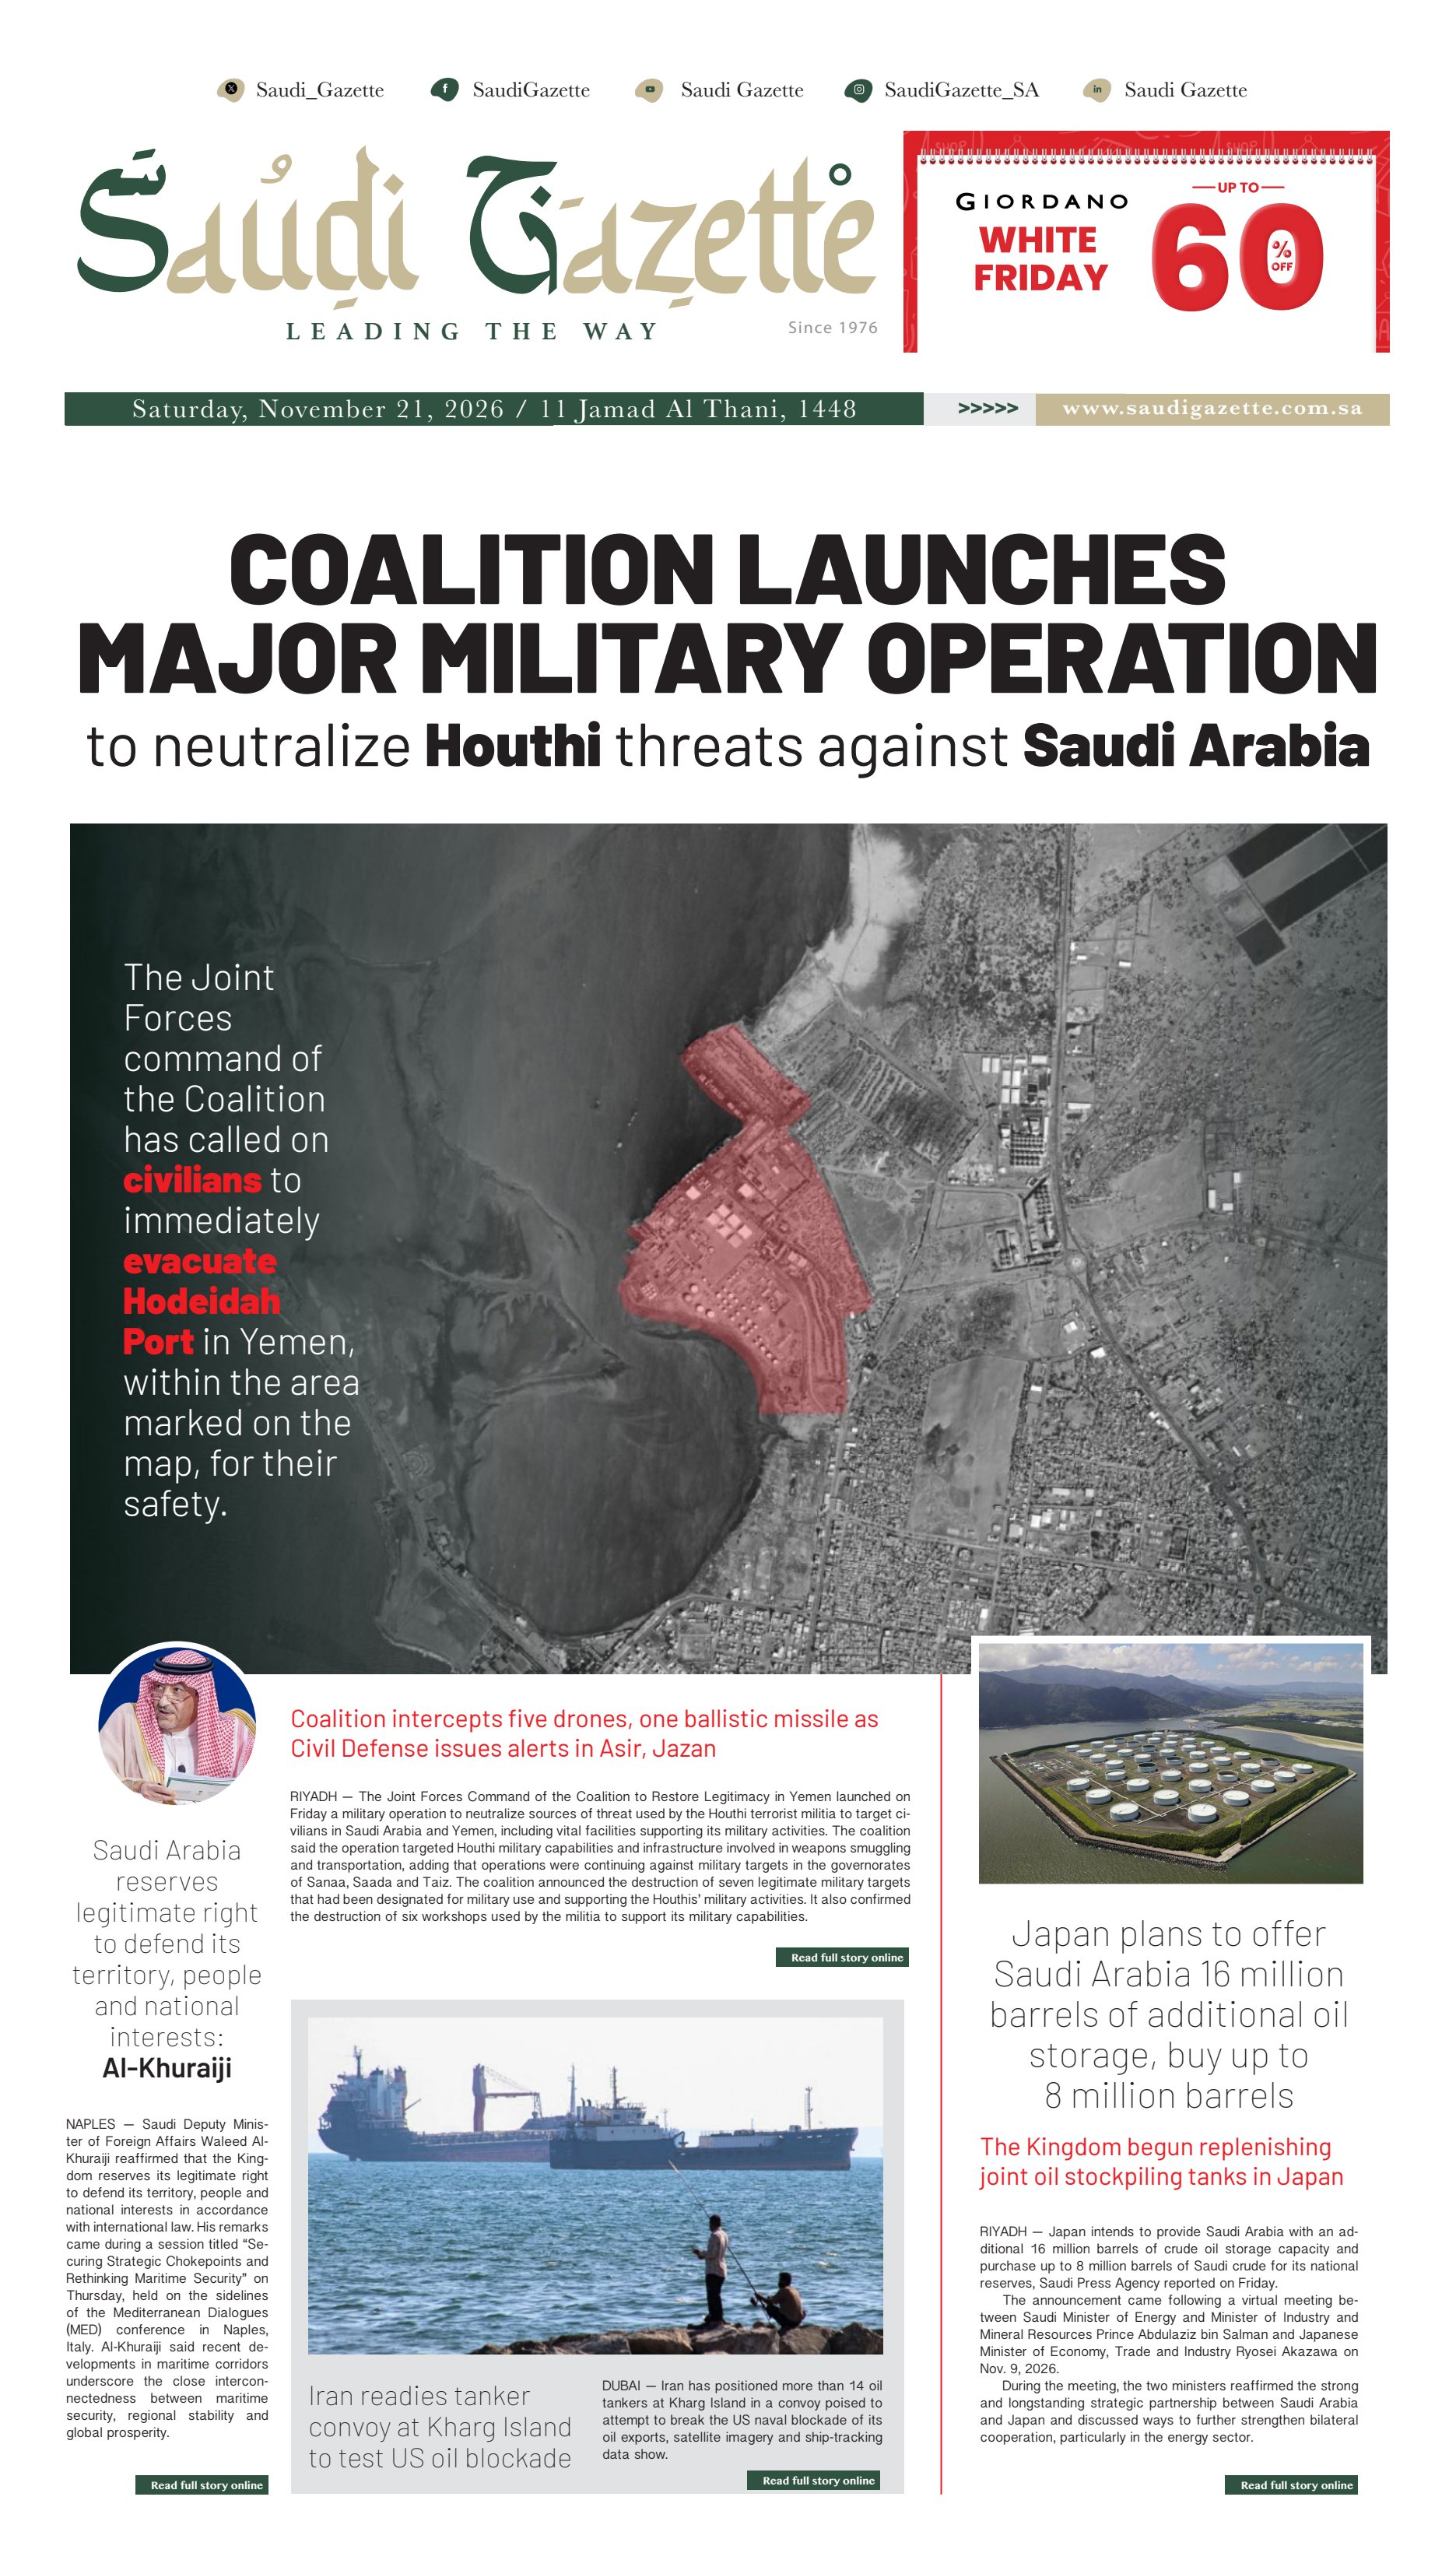 Saudi_Gazette
SaudiGazette
Saudi Gazette
SaudiGazette_SA
Saudi Gazette
Saudi Gazette
LEADING THE WAY
Since 1976
GIORDANO
WHITE
FRIDAY
UP TO
60
%
OFF
Saturday, November 21, 2026 / 11 Jamad Al Thani, 1448
>>>>>
www.saudigazette.com.sa
COALITION LAUNCHES
MAJOR MILITARY OPERATION
to neutralize Houthi threats against Saudi Arabia
The Joint
Forces
command of
the Coalition
has called on
civilians to
immediately
evacuate
Hodeidah
Port in Yemen,
within the area
marked on the
map, for their
safety.
Saudi Arabia
reserves
legitimate right
to defend its
territory, people
and national
interests:
Al-Khuraiji
NAPLES — Saudi Deputy Minis-
ter of Foreign Affairs Waleed Al-
Khuraiji reaffirmed that the King-
dom reserves its legitimate right
to defend its territory, people and
national interests in accordance
with international law. His remarks
came during a session titled “Se-
curing Strategic Chokepoints and
Rethinking Maritime Security” on
Thursday, held on the sidelines
of the Mediterranean Dialogues
(MED) conference in Naples,
Italy. Al-Khuraiji said recent de-
velopments in maritime corridors
underscore the close intercon-
nectedness between maritime
security, regional stability and
global prosperity.
Read full story online
Coalition intercepts five drones, one ballistic missile as
Civil Defense issues alerts in Asir, Jazan
RIYADH — The Joint Forces Command of the Coalition to Restore Legitimacy in Yemen launched on
Friday a military operation to neutralize sources of threat used by the Houthi terrorist militia to target ci-
vilians in Saudi Arabia and Yemen, including vital facilities supporting its military activities. The coalition
said the operation targeted Houthi military capabilities and infrastructure involved in weapons smuggling
and transportation, adding that operations were continuing against military targets in the governorates
of Sanaa, Saada and Taiz. The coalition announced the destruction of seven legitimate military targets
that had been designated for military use and supporting the Houthis’ military activities. It also confirmed
the destruction of six workshops used by the militia to support its military capabilities.
Read full story online
Iran readies tanker
convoy at Kharg Island
to test US oil blockade
DUBAI — Iran has positioned more than 14 oil
tankers at Kharg Island in a convoy poised to
attempt to break the US naval blockade of its
oil exports, satellite imagery and ship-tracking
data show.
Read full story online
Japan plans to offer
Saudi Arabia 16 million
barrels of additional oil
storage, buy up to
8 million barrels
The Kingdom begun replenishing
joint oil stockpiling tanks in Japan
RIYADH — Japan intends to provide Saudi Arabia with an ad-
ditional 16 million barrels of crude oil storage capacity and
purchase up to 8 million barrels of Saudi crude for its national
reserves, Saudi Press Agency reported on Friday.
The announcement came following a virtual meeting be-
tween Saudi Minister of Energy and Minister of Industry and
Mineral Resources Prince Abdulaziz bin Salman and Japanese
Minister of Economy, Trade and Industry Ryosei Akazawa on
Nov. 9, 2026.
During the meeting, the two ministers reaffirmed the strong
and longstanding strategic partnership between Saudi Arabia
and Japan and discussed ways to further strengthen bilateral
cooperation, particularly in the energy sector.
Read full story online